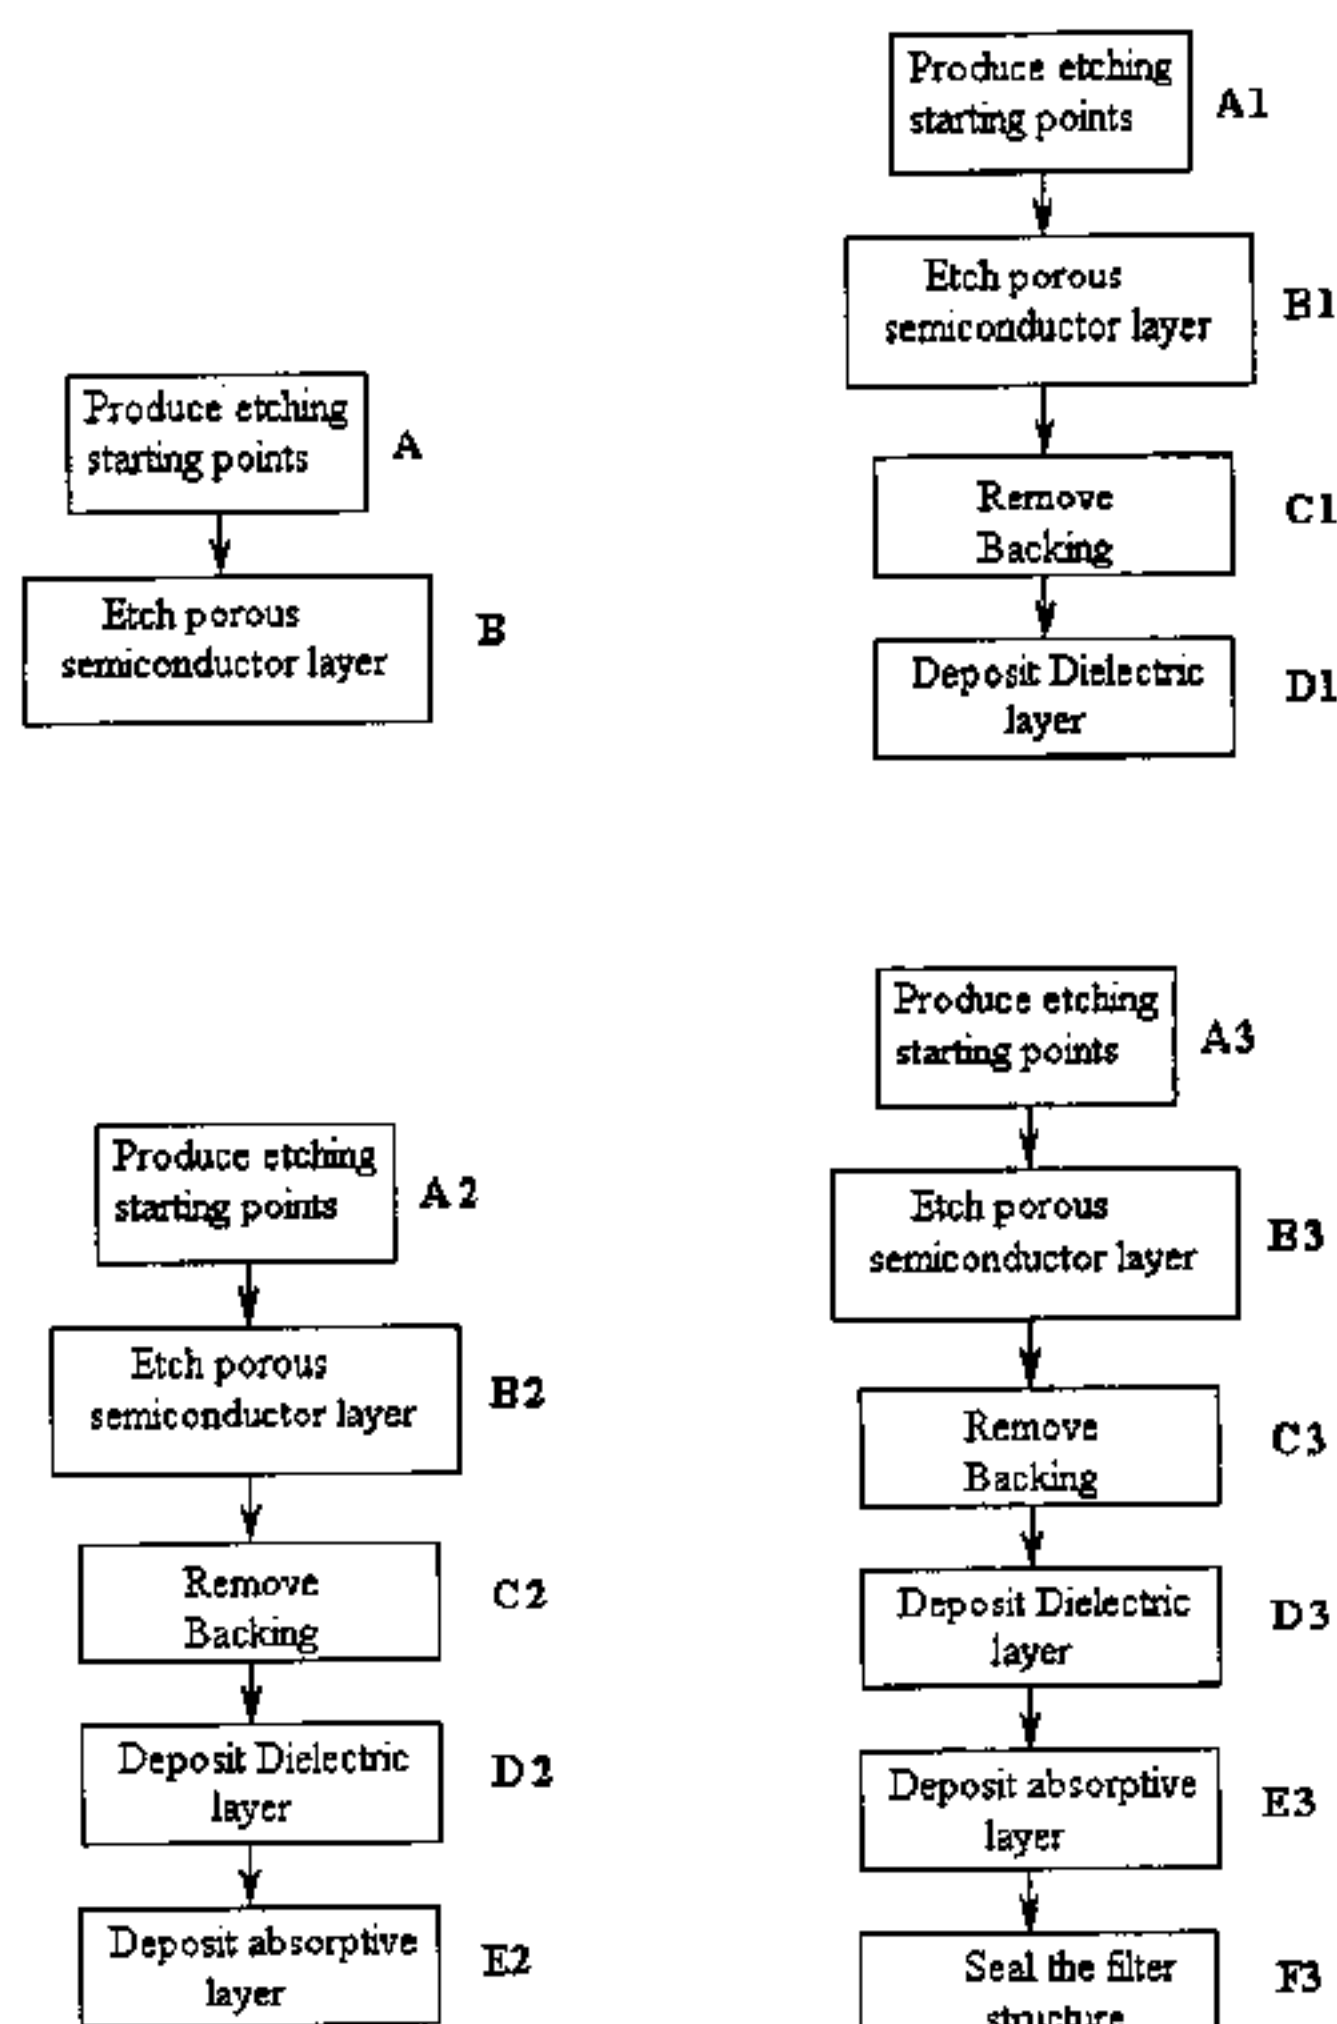 Produce etching
starting points
A
Etch porous
semiconductor layer
B
Produce etching
starting points
A1
Etch porous
semiconductor layer
B1
Remove
Backing
C1
Deposit Dielectric
layer
D1
Produce etching
starting points
A2
Etch porous
semiconductor layer
B2
Remove
Backing
C2
Deposit Dielectric
layer
D2
Deposit absorptive
layer
E2
Produce etching
starting points
A3
Etch porous
semiconductor layer
B3
Remove
Backing
C3
Deposit Dielectric
layer
D3
Deposit absorptive
layer
E3
Seal the filter
structure
F3